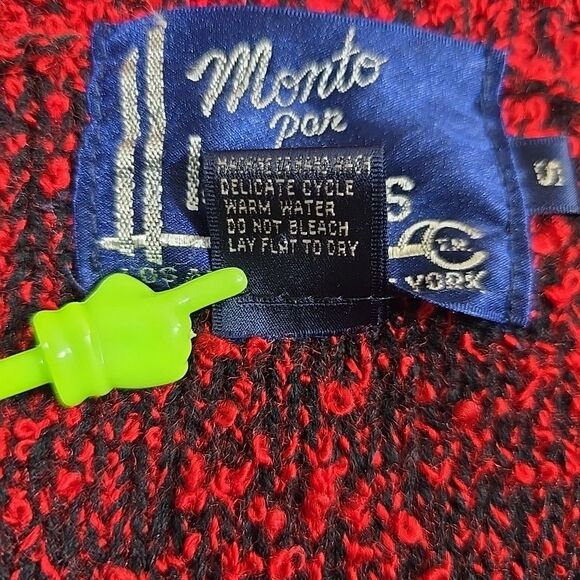 Monto
par
S
MACHINE OR HAND WASH
DELICATE CYCLE
WARM WATER
DO NOT BLEACH
LAY FLAT TO DRY
T.R.
YORK
S